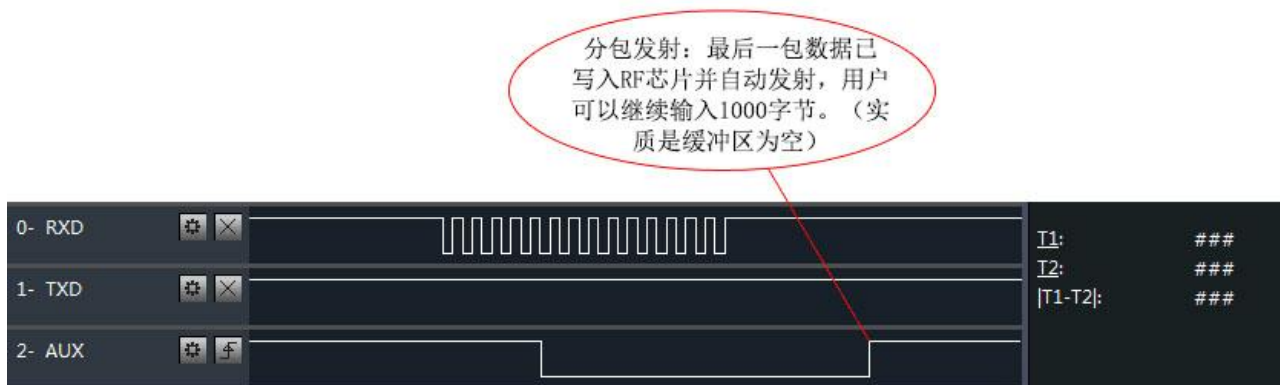 分包发射：最后一包数据已
写入RF芯片并自动发射，用户
可以继续输入1000字节。（实
质是缓冲区为空）
0- RXD
1- TXD
2- AUX
T1: ###
T2: ###
|T1-T2|: ###